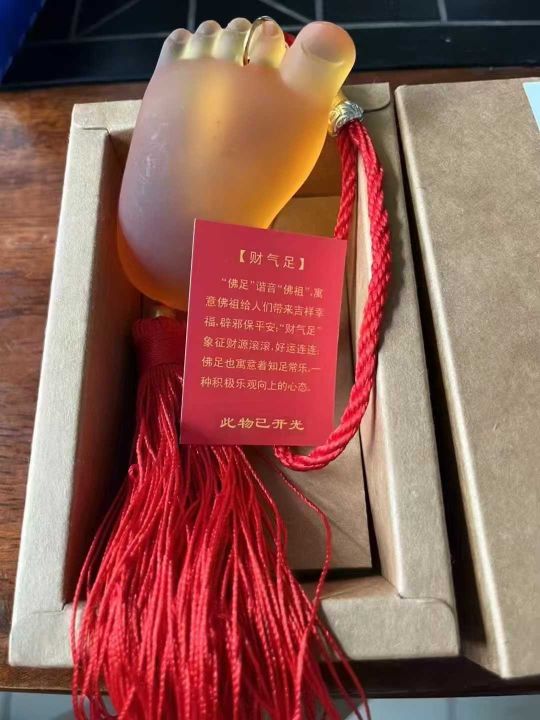 【财气足】
“佛足”谐音“佛祖”，寓
意佛祖给人们带来吉祥幸
福，辟邪保平安；“财气足”
象征财源滚滚，好运连连；
佛足也寓意着知足常乐，一
种积极乐观向上的心态。
此物已开光